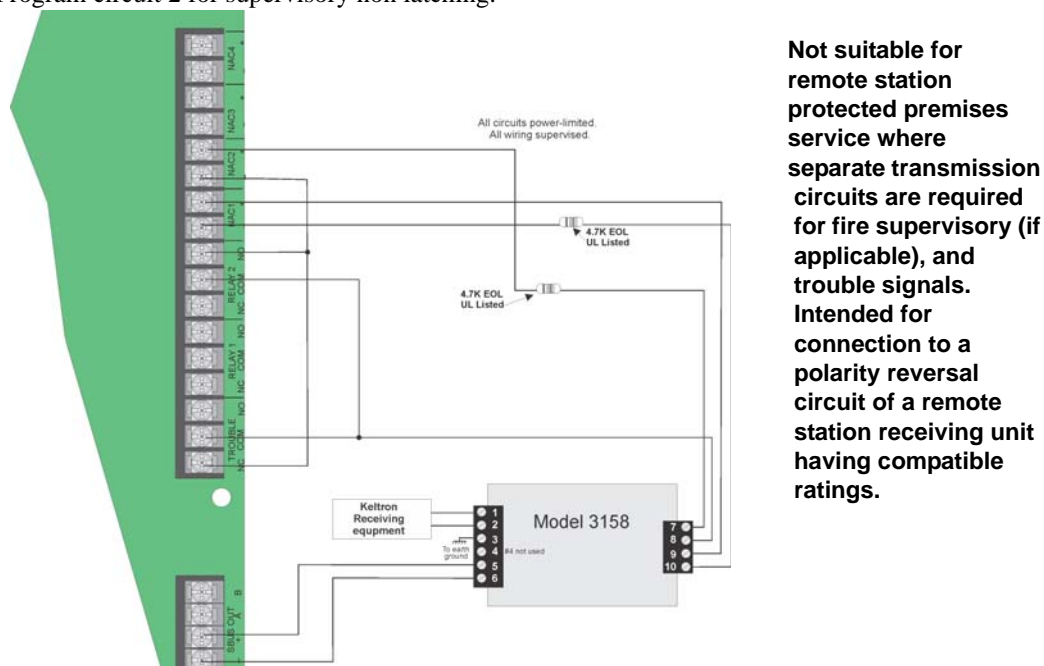 Program circuit 2 for supervisory non latching.
NAC4
+
-
NAC3
+
-
NAC2
+
-
NAC1
+
-
RELAY 2
NO
COM
NC
RELAY 1
NO
COM
NC
TROUBLE
NO
COM
NC
SBUS OUT
B
A
+
-
All circuits power-limited.
All wiring supervised.
4.7K EOL
UL Listed
4.7K EOL
UL Listed
Keltron
Receiving
equpment
To earth
ground
#4 not used
1
2
3
4
5
6
Model 3158
7
8
9
10
Not suitable for
remote station
protected premises
service where
separate transmission
circuits are required
for fire supervisory (if
applicable), and
trouble signals.
Intended for
connection to a
polarity reversal
circuit of a remote
station receiving unit
having compatible
ratings.